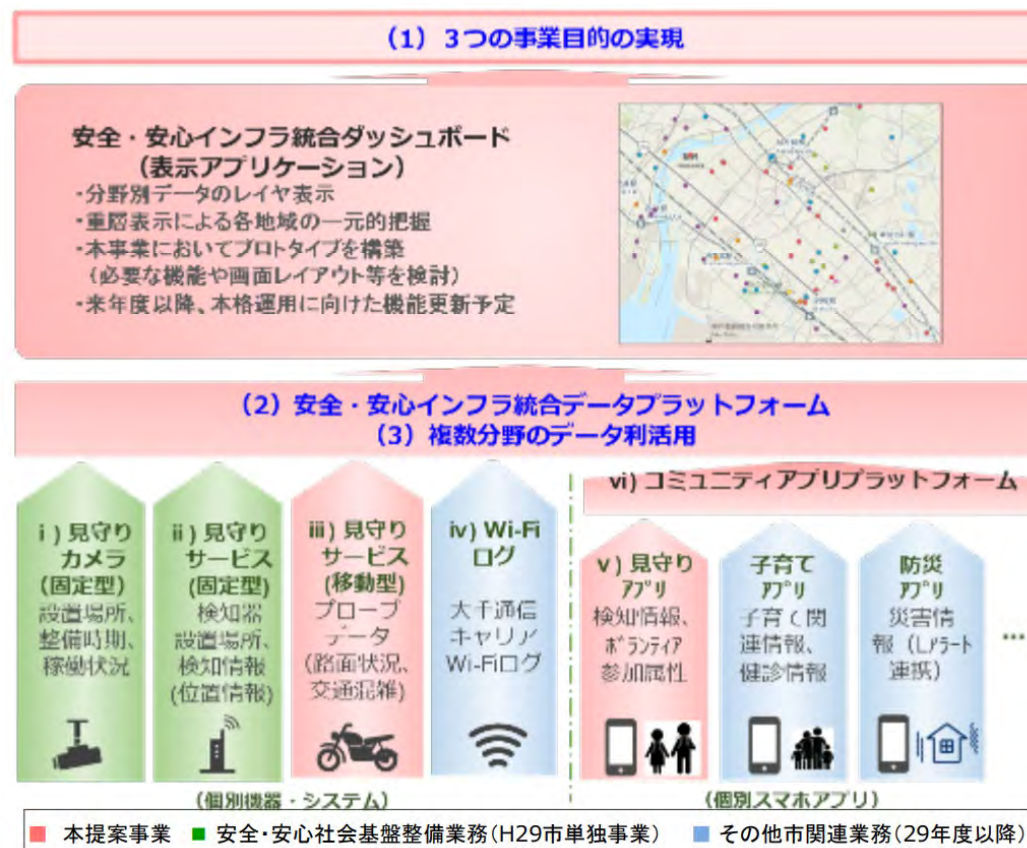 （1）３つの事業目的の実現
安全・安心インフラ統合ダッシュボード
（表示アプリケーション）
・分野別データのレイヤ表示
・重層表示による各地域の一元的把握
・本事業においてプロトタイプを構築
（必要な機能や画面レイアウト等を検討）
・来年度以降、本格運用に向けた機能更新予定
（2）安全・安心インフラ統合データプラットフォーム
（3）複数分野のデータ利活用
ⅰ) 見守り
カメラ
(固定型)
設置場所、
整備時期、
稼働状況
ⅱ) 見守り
サービス
(固定型)
検知器
設置場所、
検知情報
(位置情報)
ⅲ) 見守り
サービス
(移動型)
プローブ
データ
(路面状況、
交通混雑)
ⅳ) Wi-Fi
ログ
大手通信
キャリア
Wi-Fiログ
ⅵ) コミュニティアプリプラットフォーム
ⅴ) 見守り
アプリ
検知情報、
ボランティア
参加属性
子育て
アプリ
子育て関
連情報、
健診情報
防災
アプリ
災害情
報（Lアラート
連携）
…
（個別機器・システム）
（個別スマホアプリ）
■ 本提案事業 ■ 安全・安心社会基盤整備業務（H29市単独事業） ■ その他市関連業務（29年度以降）